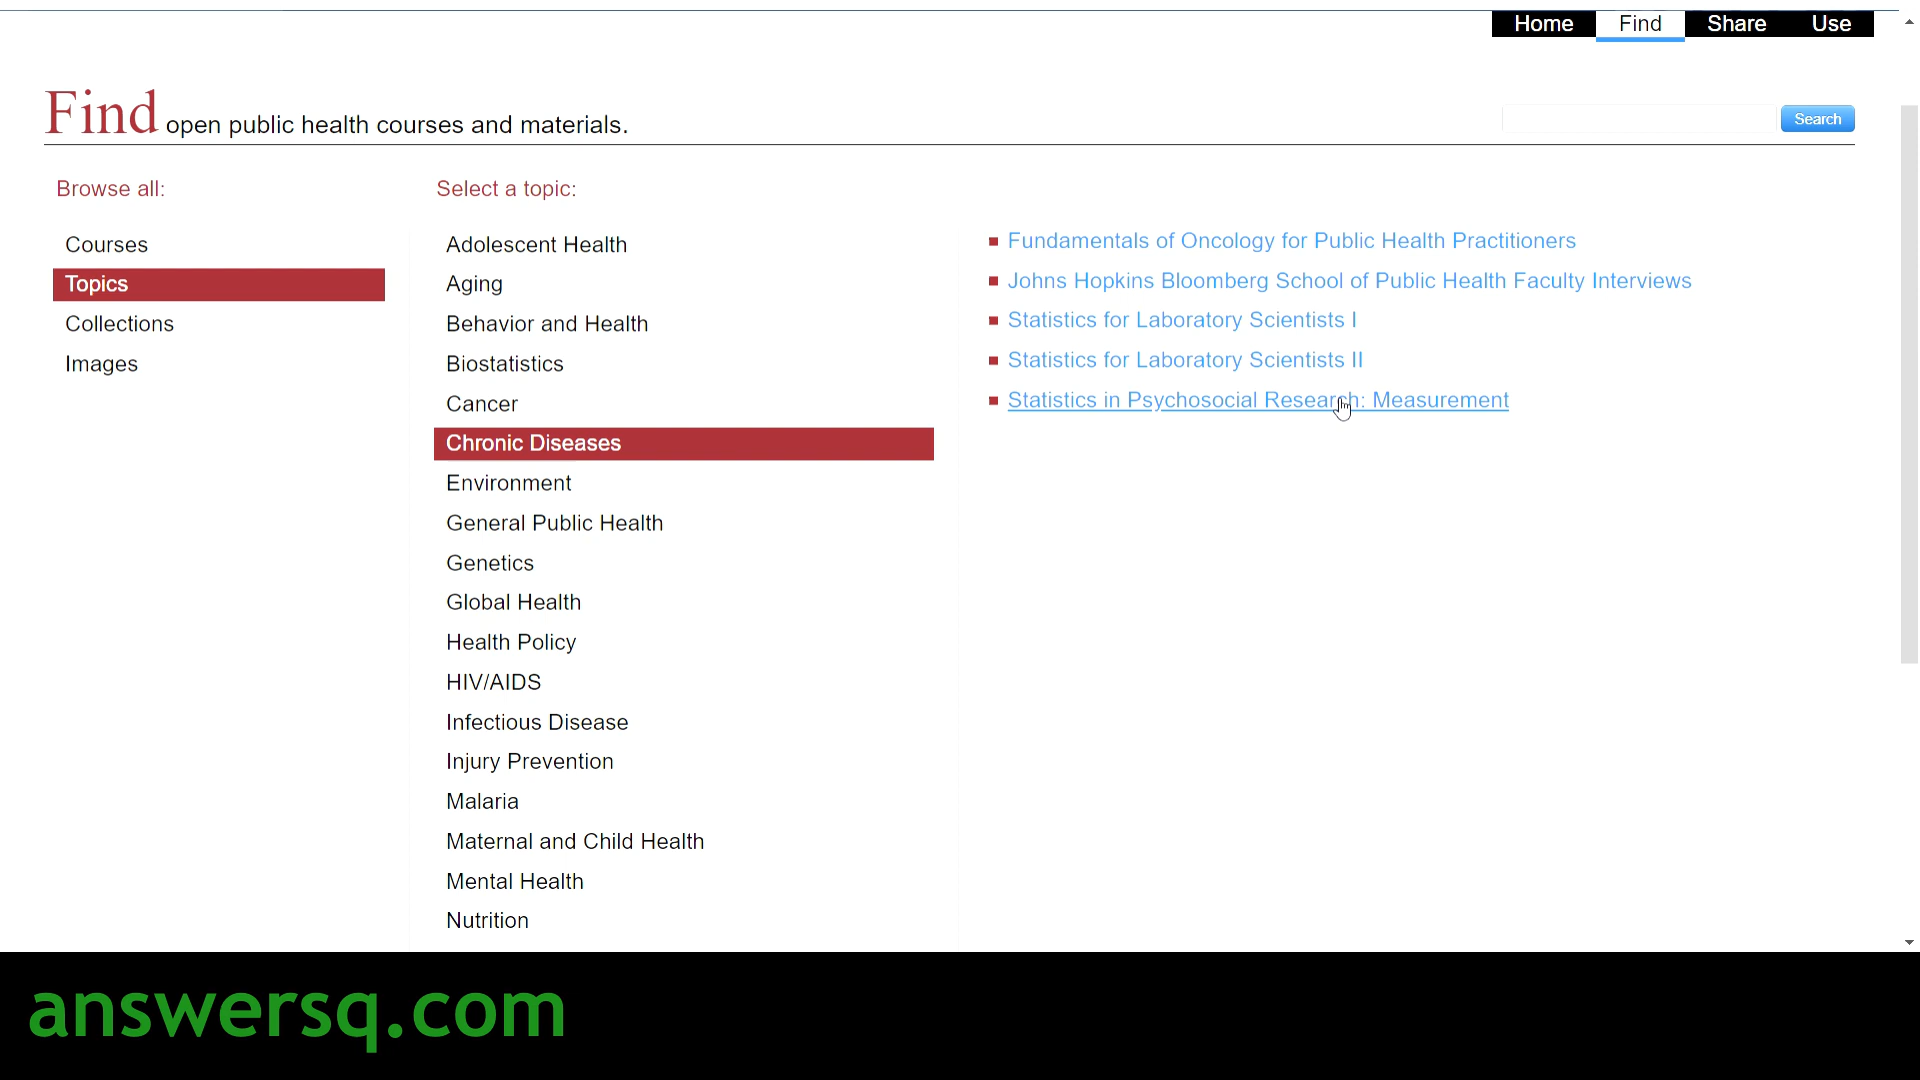 Home Find Share Use
Find open public health courses and materials.
Search
Browse all:
Courses
Topics
Collections
Images
Select a topic:
Adolescent Health
Aging
Behavior and Health
Biostatistics
Cancer
Chronic Diseases
Environment
General Public Health
Genetics
Global Health
Health Policy
HIV/AIDS
Infectious Disease
Injury Prevention
Malaria
Maternal and Child Health
Mental Health
Nutrition
Fundamentals of Oncology for Public Health Practitioners
Johns Hopkins Bloomberg School of Public Health Faculty Interviews
Statistics for Laboratory Scientists I
Statistics for Laboratory Scientists II
Statistics in Psychosocial Research: Measurement
answersq.com